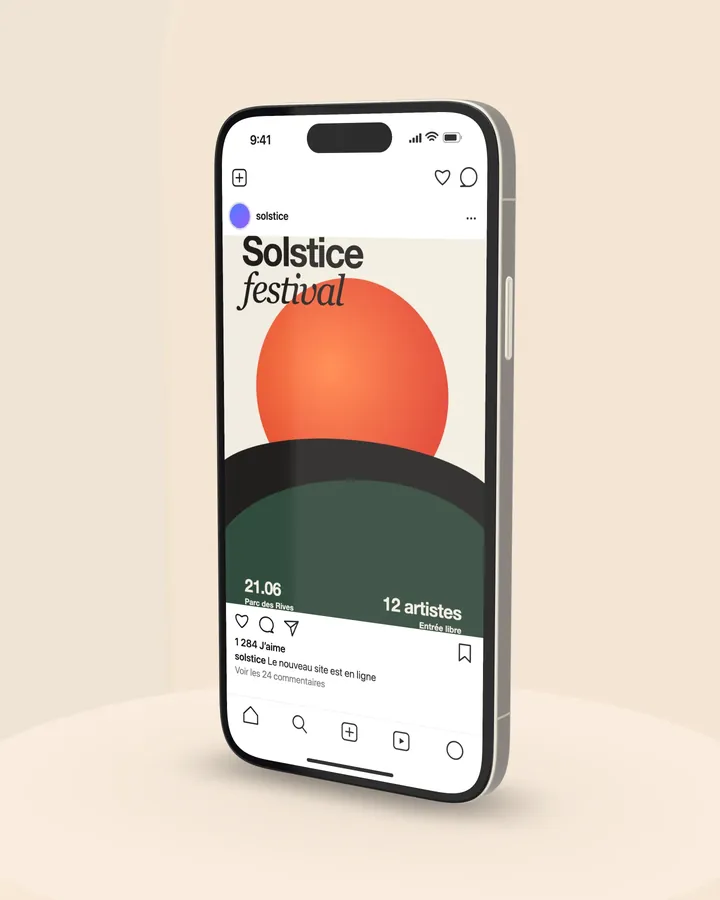 9:41
solstice
Solstice
festival
21.06
Parc des Rives
12 artistes
Entrée libre
1 284 J'aime
solstice Le nouveau site est en ligne
Voir les 24 commentaires